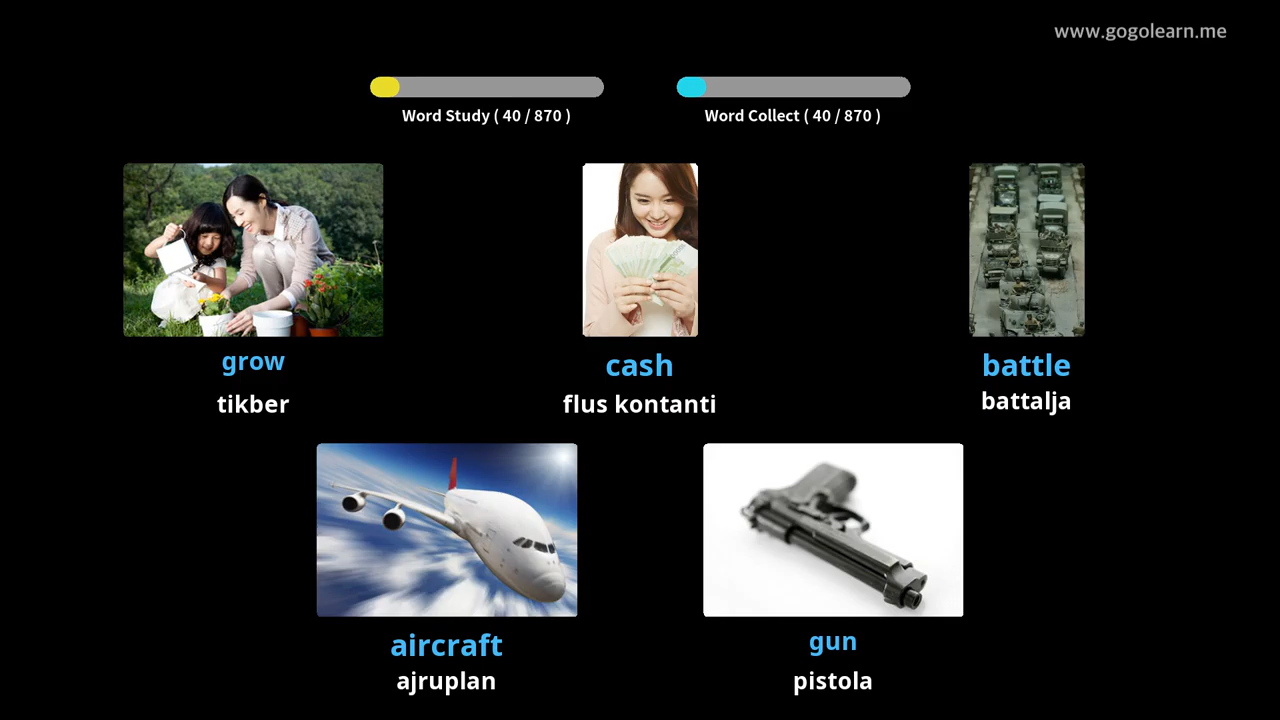 www.gogolearn.me
Word Study ( 40 / 870 )
Word Collect ( 40 / 870 )
grow
tikber
cash
flus kontanti
battle
battalja
aircraft
ajruplan
gun
pistola